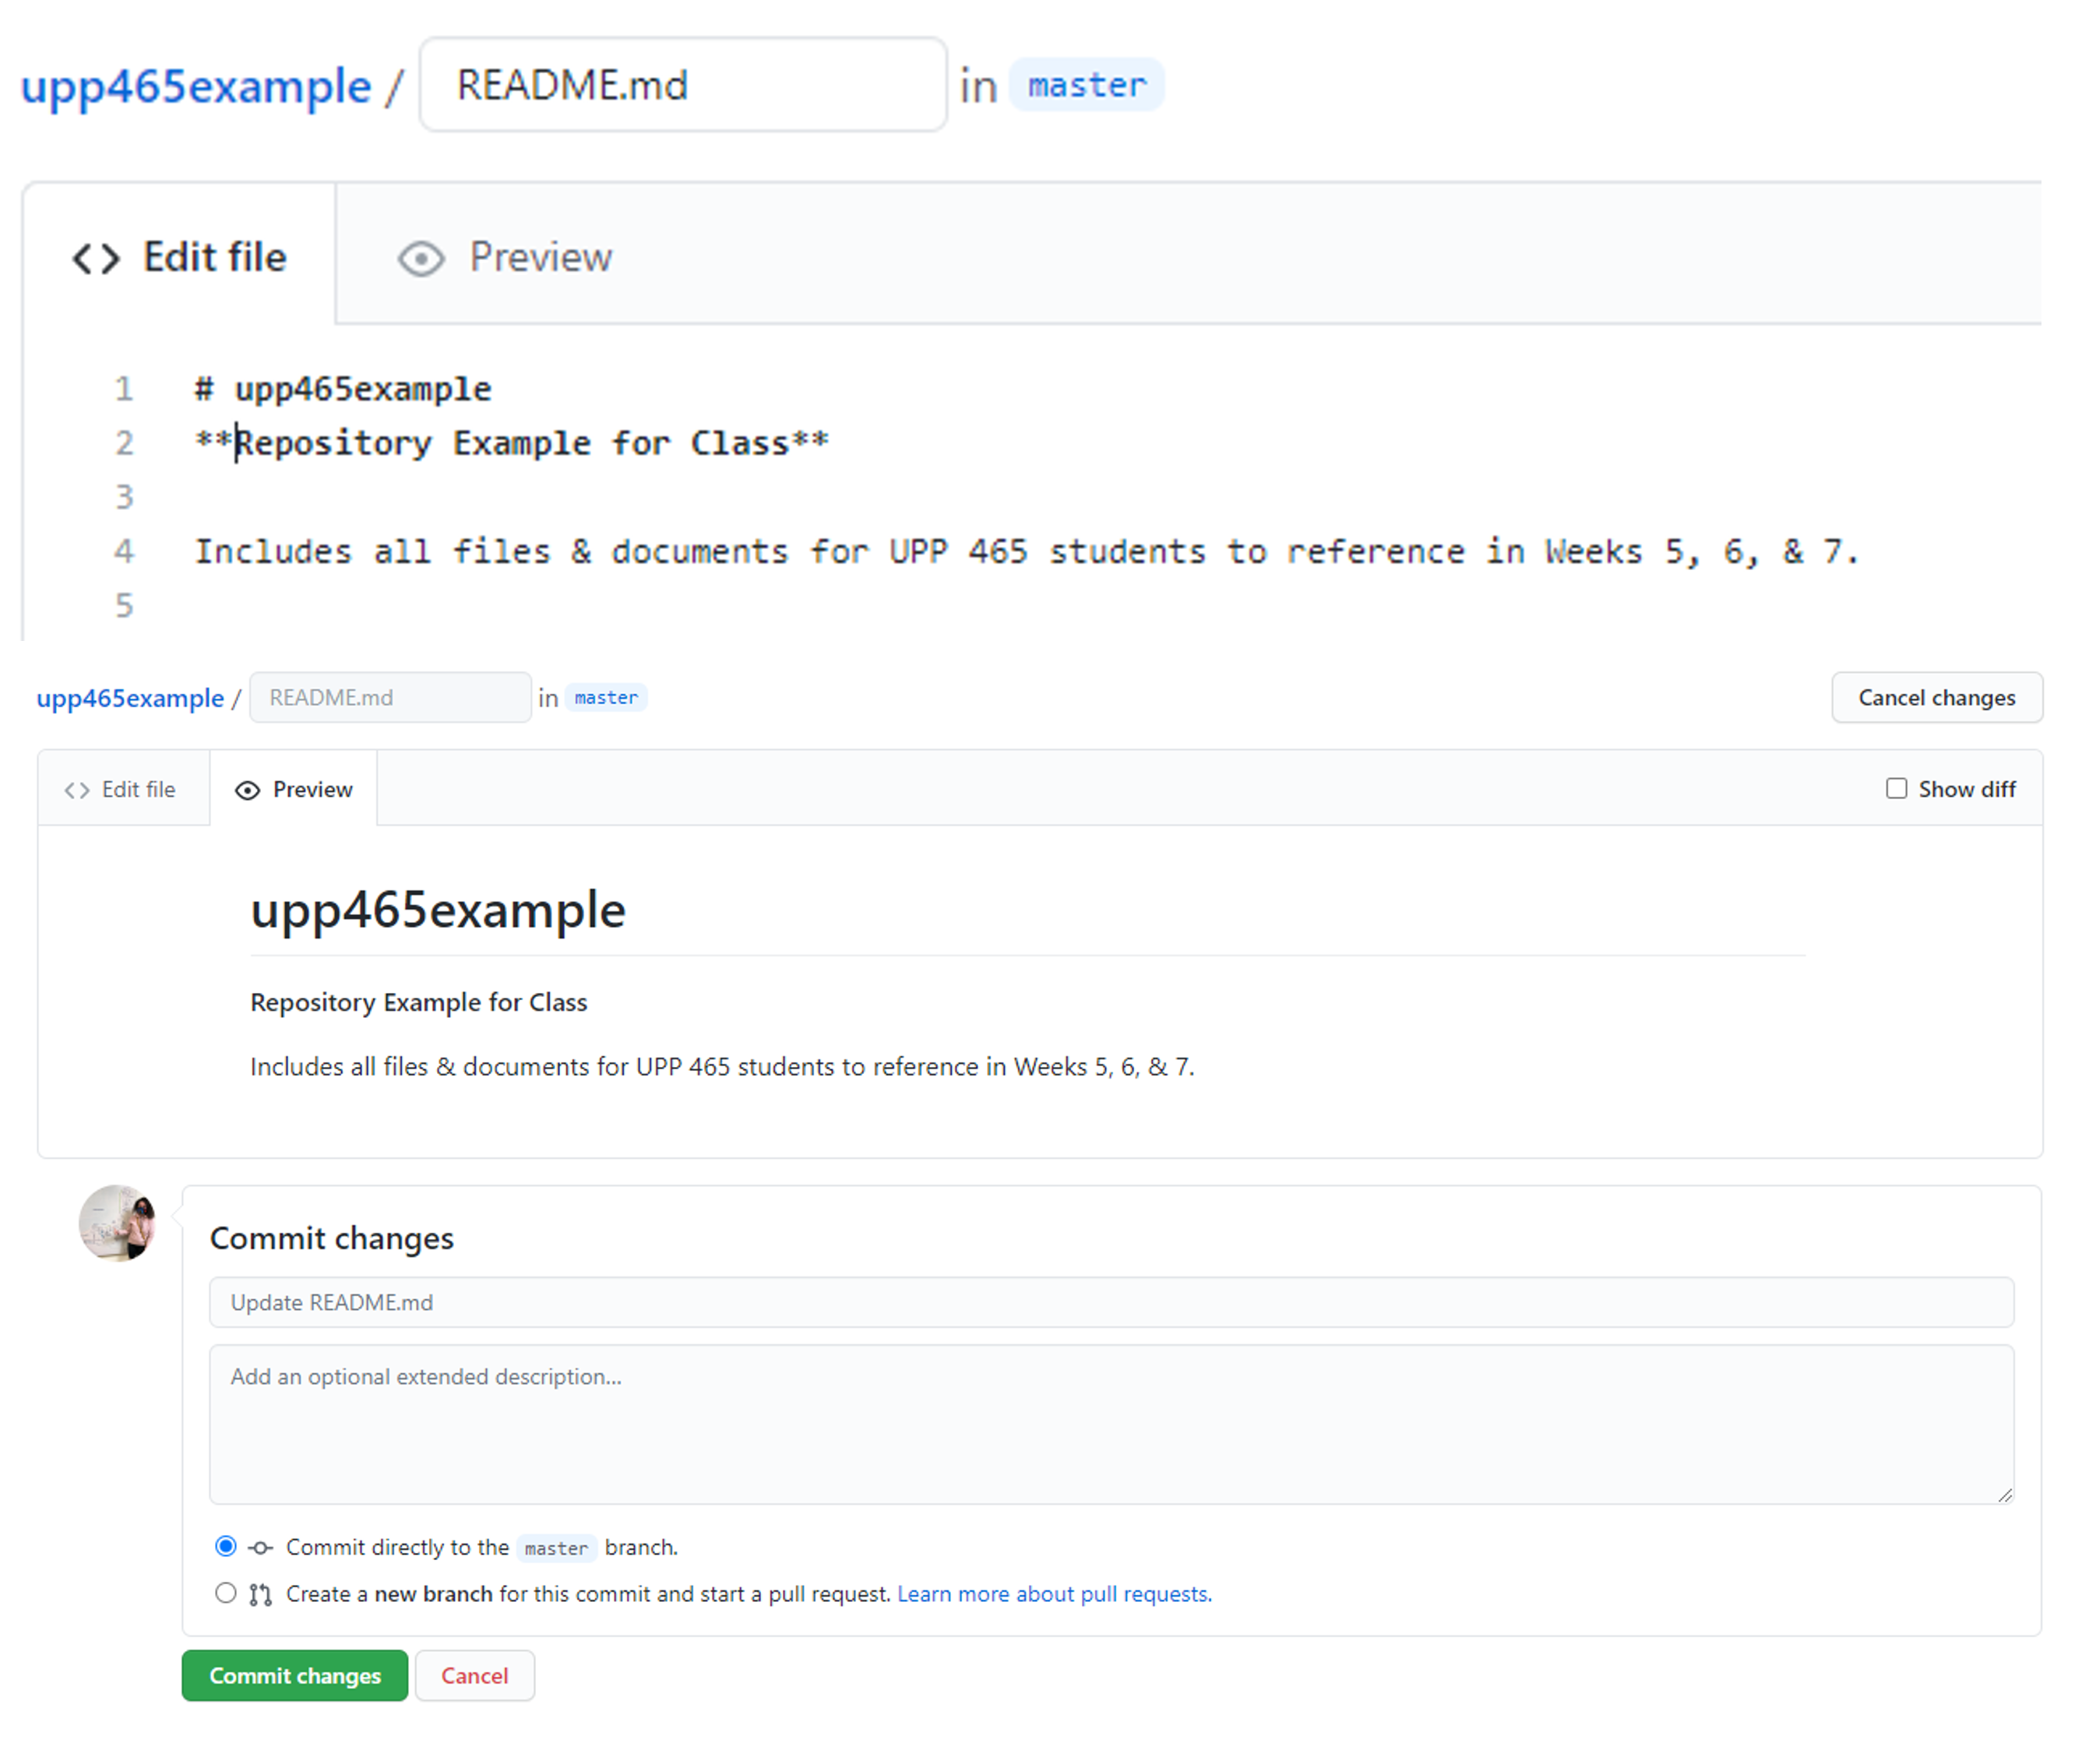 upp465example / README.md in master
<> Edit file Preview
1 # upp465example
2 **Repository Example for Class**
3
4 Includes all files & documents for UPP 465 students to reference in Weeks 5, 6, & 7.
5
upp465example / README.md in master Cancel changes
<> Edit file Preview Show diff
upp465example
Repository Example for Class
Includes all files & documents for UPP 465 students to reference in Weeks 5, 6, & 7.
Commit changes
Update README.md
Add an optional extended description...
Commit directly to the master branch.
Create a new branch for this commit and start a pull request. Learn more about pull requests.
Commit changes Cancel